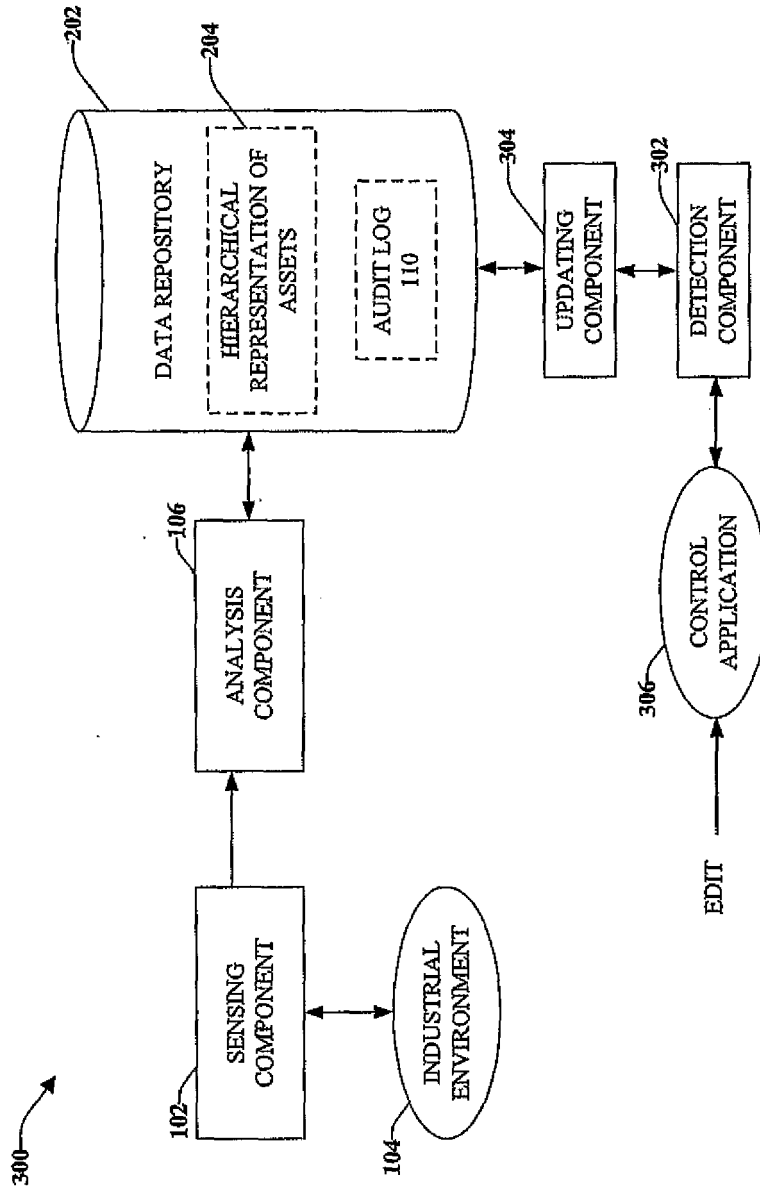 300
102
SENSING
COMPONENT
104
INDUSTRIAL
ENVIRONMENT
106
ANALYSIS
COMPONENT
202
DATA REPOSITORY
204
HIERARCHICAL
REPRESENTATION OF
ASSETS
AUDIT LOG
110
304
UPDATING
COMPONENT
302
DETECTION
COMPONENT
306
CONTROL
APPLICATION
EDIT